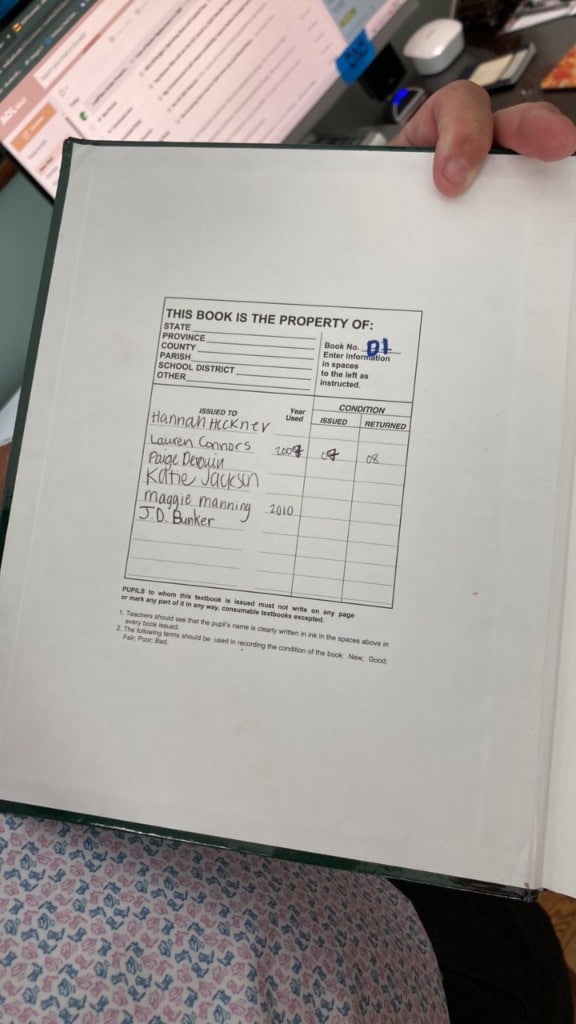 AOL
THIS BOOK IS THE PROPERTY OF:
STATE
PROVINCE
COUNTY
PARISH
SCHOOL DISTRICT
OTHER
Book No. 01
Enter information
in spaces
to the left as
instructed.
ISSUED TO
Year
Used
CONDITION
ISSUED
RETURNED
Hannah Heckney
Lauren Connors 08
Paige
Katie Jackson
maggie manning 2010
J.D. Bunker
PUPILS to whom this textbook is issued must not write on any page
or mark any part of it in any way, consumable textbooks excepted.
1. Teachers should see that the pupil's name is clearly written in ink in the spaces above in
every book issued.
2. The following terms should be used in recording the condition of the book: New; Good;
Fair; Poor; Bad.